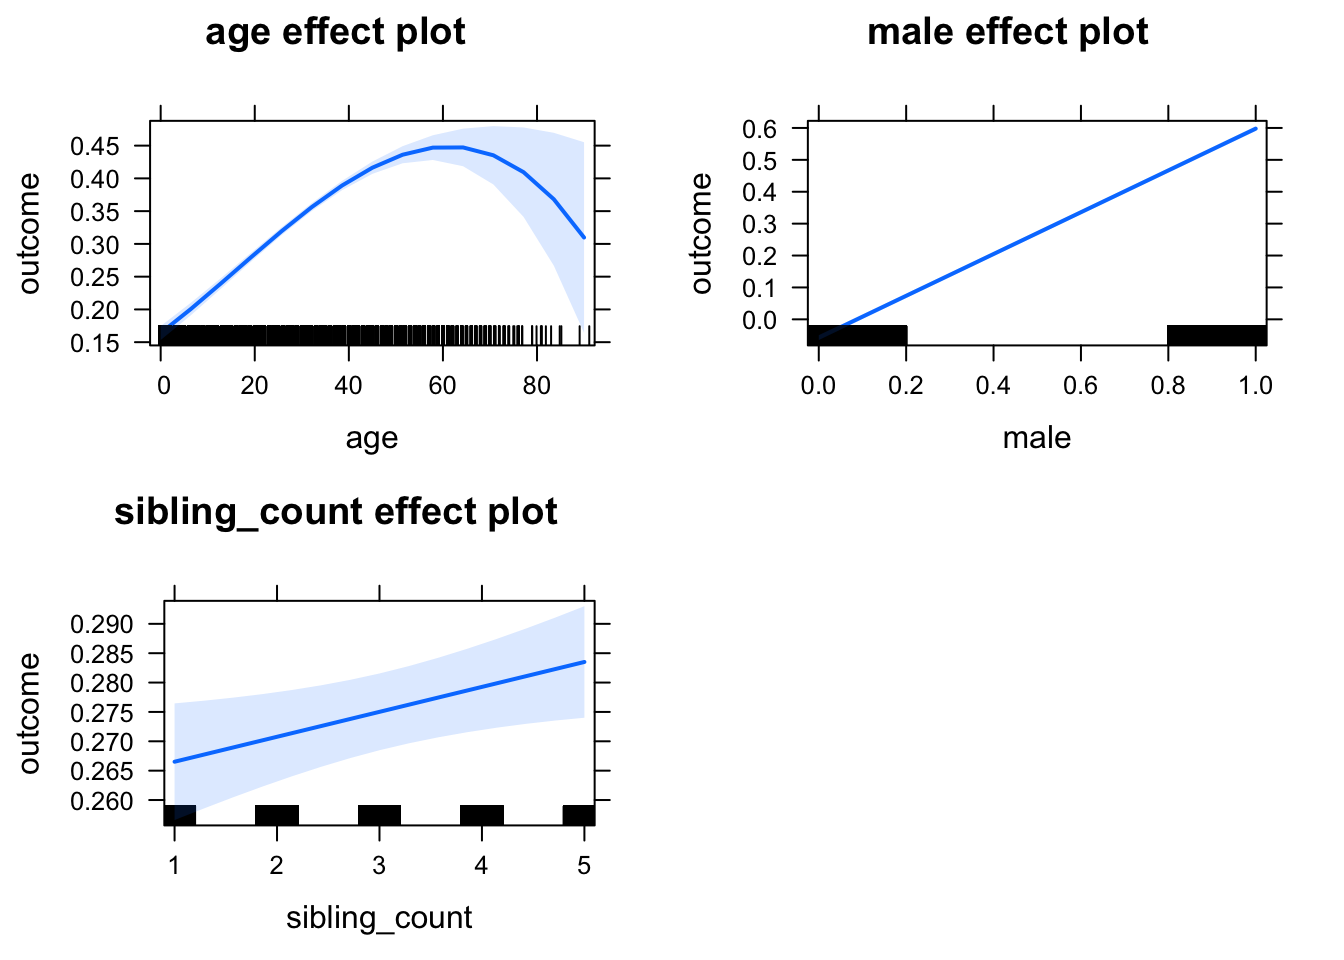 age effect plot
outcome
0.45
0.40
0.35
0.30
0.25
0.20
0.15
0 20 40 60 80
age
male effect plot
outcome
0.6
0.5
0.4
0.3
0.2
0.1
0.0
0.0 0.2 0.4 0.6 0.8 1.0
male
sibling_count effect plot
outcome
0.290
0.285
0.280
0.275
0.270
0.265
0.260
1 2 3 4 5
sibling_count